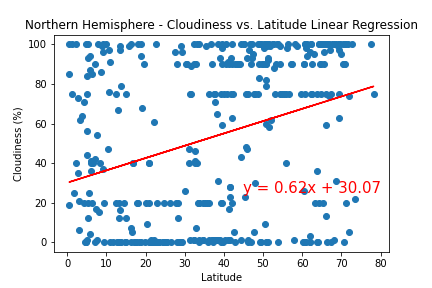 Northern Hemisphere - Cloudiness vs. Latitude Linear Regression
100
80
60
40
20
0
Cloudiness (%)
y = 0.62x + 30.07
0 10 20 30 40 50 60 70 80
Latitude